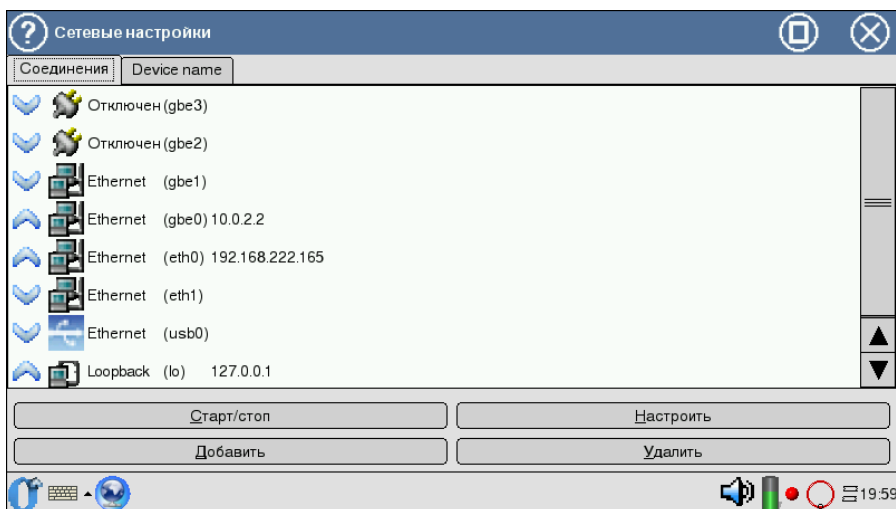 Сетевые настройки
Соединения Device name
Отключен (gbe3)
Отключен (gbe2)
Ethernet (gbe1)
Ethernet (gbe0) 10.0.2.2
Ethernet (eth0) 192.168.222.165
Ethernet (eth1)
Ethernet (usb0)
Loopback (lo) 127.0.0.1
Старт/стоп Настроить
Добавить Удалить
19:59